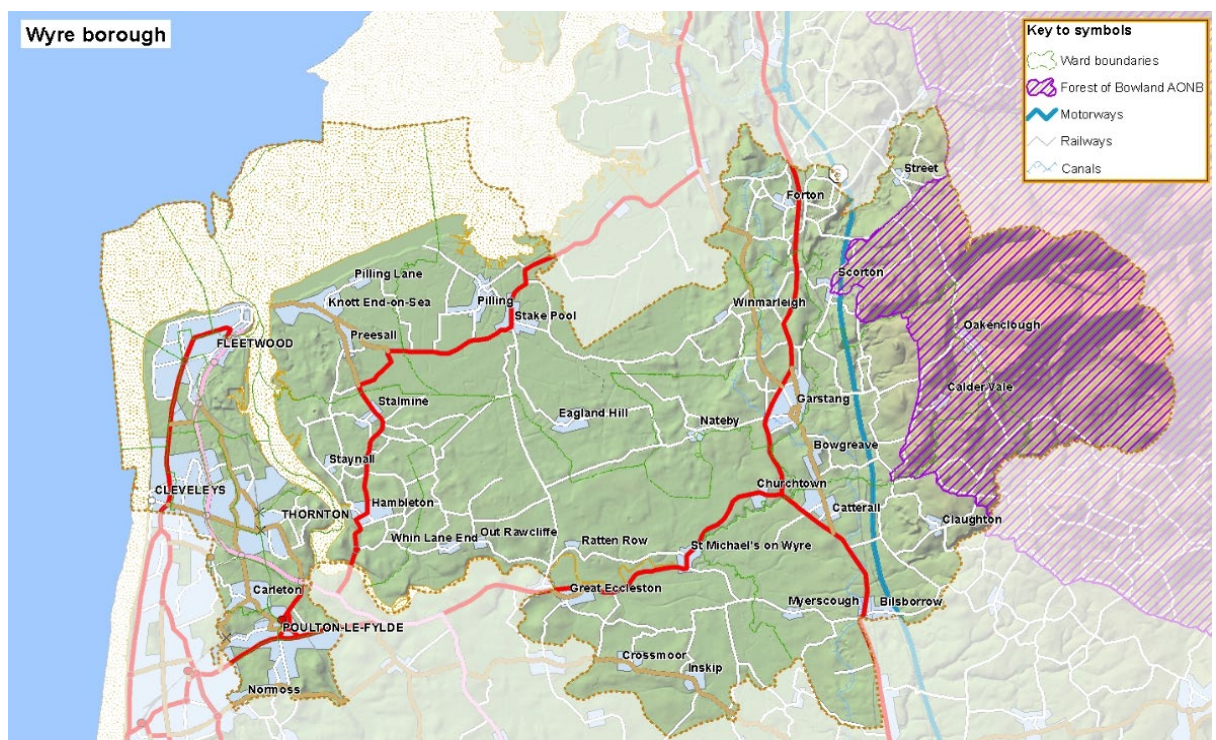 Wyre borough
Key to symbols
Ward boundaries
Forest of Bowland AONB
Motorways
Railways
Canals
Street
Forton
Scorton
Pilling Lane
Knott End-on-Sea
Pilling
Winmarleigh
Stake Pool
Oakenclough
Preesall
FLEETWOOD
Calder Vale
Stalmine
Garstang
Eagland Hill
Nateby
Bowgreave
Staynall
Churchtown
CLEVELEYS
Hambleton
Catterall
THORNTON
Claughton
Out Rawcliffe
Whin Lane End
Ratten Row
St Michael's on Wyre
Carleton
Great Eccleston
Myerscough
Bilsborrow
POULTON-LE-FYLDE
Crossmoor
Inskip
Normoss